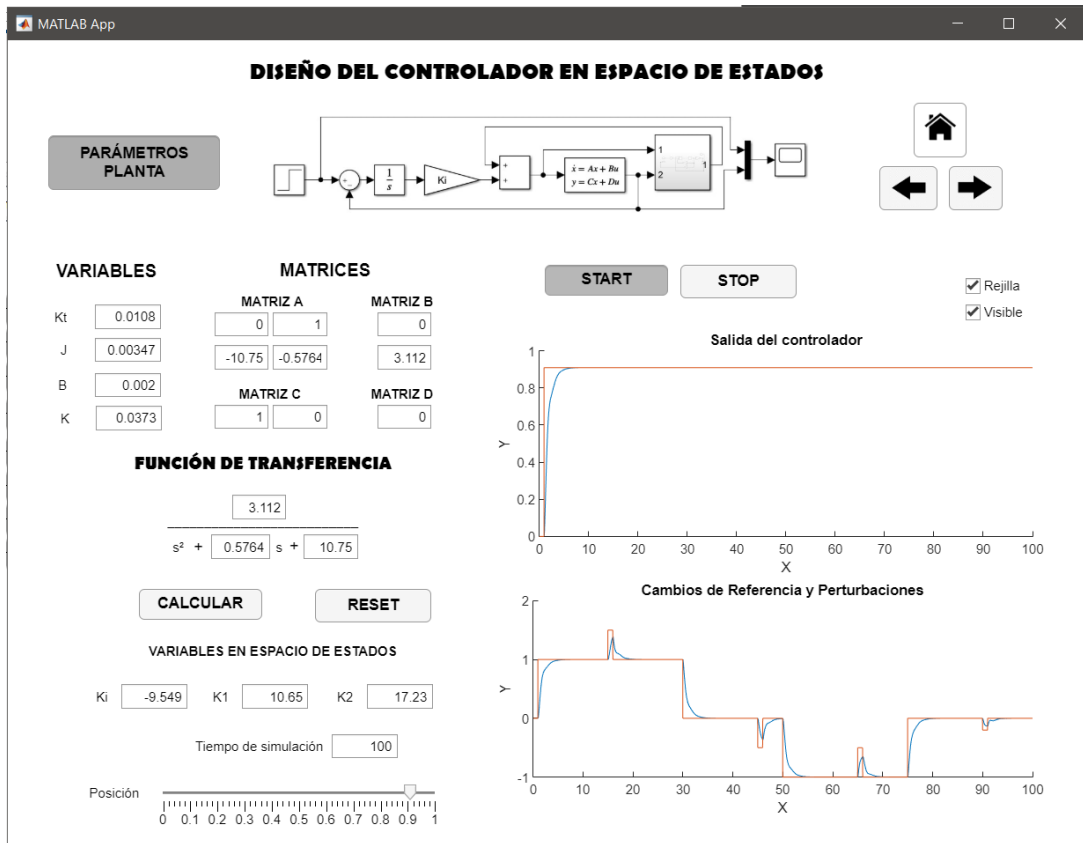 MATLAB App
DISEÑO DEL CONTROLADOR EN ESPACIO DE ESTADOS
PARÁMETROS
PLANTA
1
s
Ki
+
+
+
-
ẋ = Ax + Bu
y = Cx + Du
1
2
1
VARIABLES
MATRICES
MATRIZ A MATRIZ B
Kt 0.0108
0 1 0
J 0.00347
-10.75 -0.5764 3.112
B 0.002
MATRIZ C MATRIZ D
K 0.0373
1 0 0
FUNCIÓN DE TRANSFERENCIA
3.112
s² + 0.5764 s + 10.75
CALCULAR RESET
VARIABLES EN ESPACIO DE ESTADOS
Ki -9.549 K1 10.65 K2 17.23
Tiempo de simulación 100
Posición
0 0.1 0.2 0.3 0.4 0.5 0.6 0.7 0.8 0.9 1
START STOP
Rejilla
Visible
Salida del controlador
1
0.8
0.6
Y
0.4
0.2
0
0 10 20 30 40 50 60 70 80 90 100
X
Cambios de Referencia y Perturbaciones
2
1
Y
0
-1
0 10 20 30 40 50 60 70 80 90 100
X